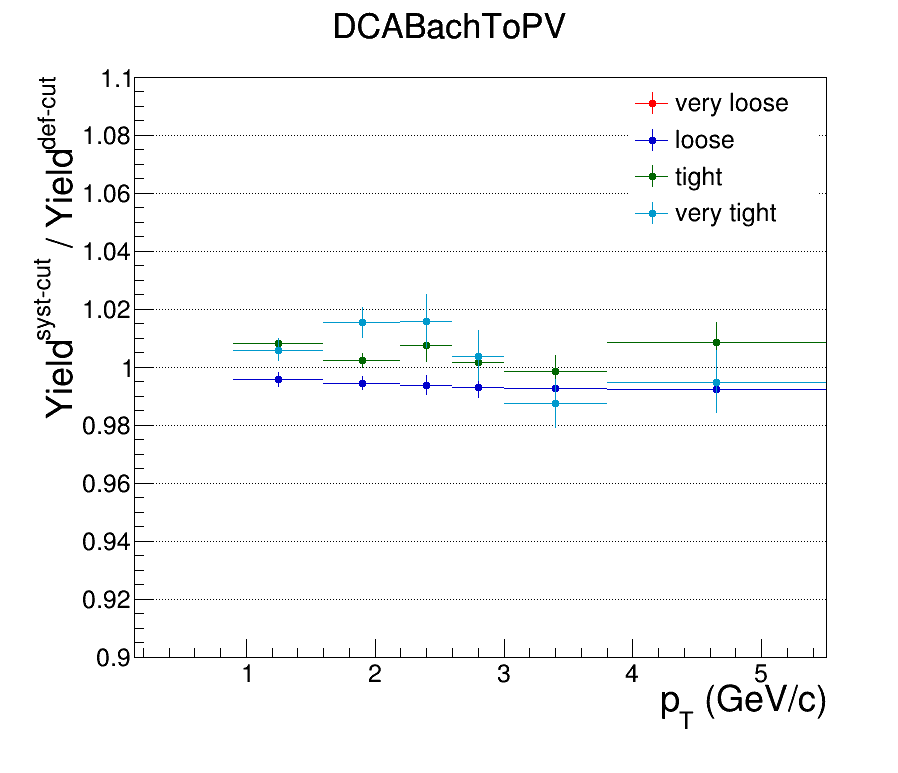 DCABachToPV
Yield^syst-cut / Yield^def-cut
1.1
1.08
1.06
1.04
1.02
1
0.98
0.96
0.94
0.92
0.9
very loose
loose
tight
very tight
1 2 3 4 5
p_T (GeV/c)